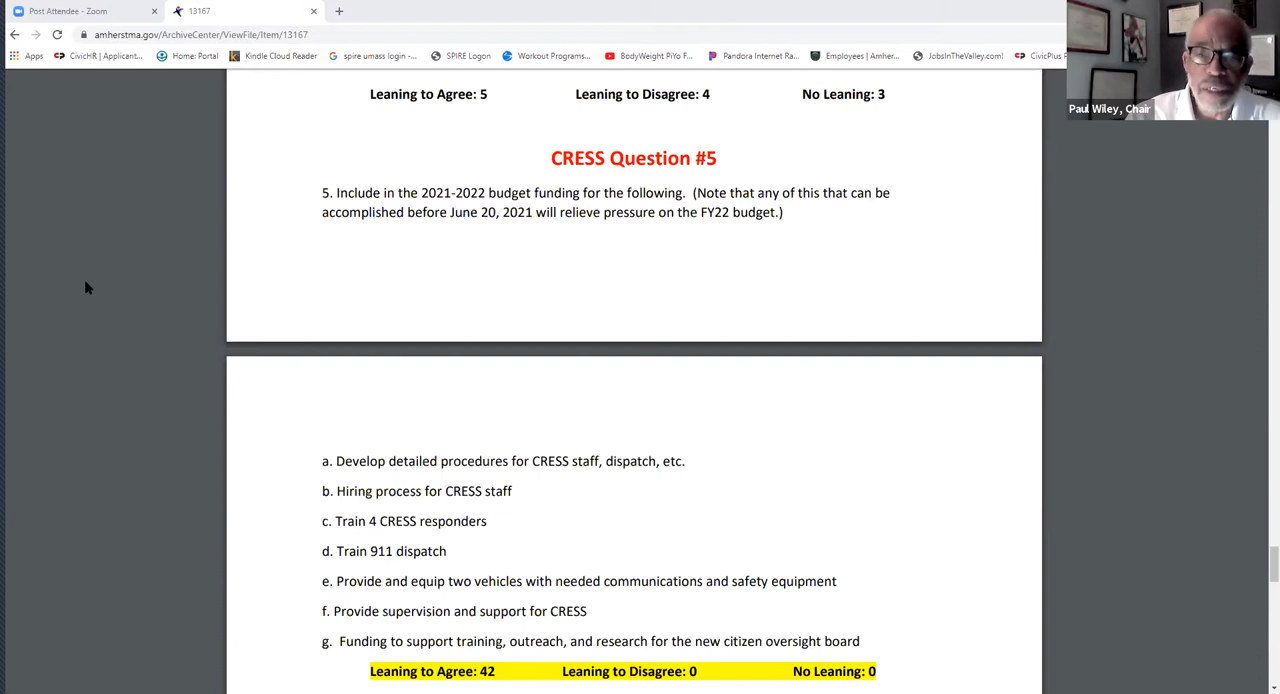 Post Attendee - Zoom
13167
amherstma.gov/ArchiveCenter/ViewFile/Item/13167
Apps CivicHR | Applicant... Home: Portal Kindle Cloud Reader spire umass login -... SPIRE Logon Workout Programs... BodyWeight PiYo F... Pandora Internet Ra... Employees | Amher... JobsInTheValley.com! CivicPlus
Paul Wiley, Chair
Leaning to Agree: 5 Leaning to Disagree: 4 No Leaning: 3
CRESS Question #5
5. Include in the 2021-2022 budget funding for the following. (Note that any of this that can be
accomplished before June 20, 2021 will relieve pressure on the FY22 budget.)
a. Develop detailed procedures for CRESS staff, dispatch, etc.
b. Hiring process for CRESS staff
c. Train 4 CRESS responders
d. Train 911 dispatch
e. Provide and equip two vehicles with needed communications and safety equipment
f. Provide supervision and support for CRESS
g. Funding to support training, outreach, and research for the new citizen oversight board
Leaning to Agree: 42 Leaning to Disagree: 0 No Leaning: 0